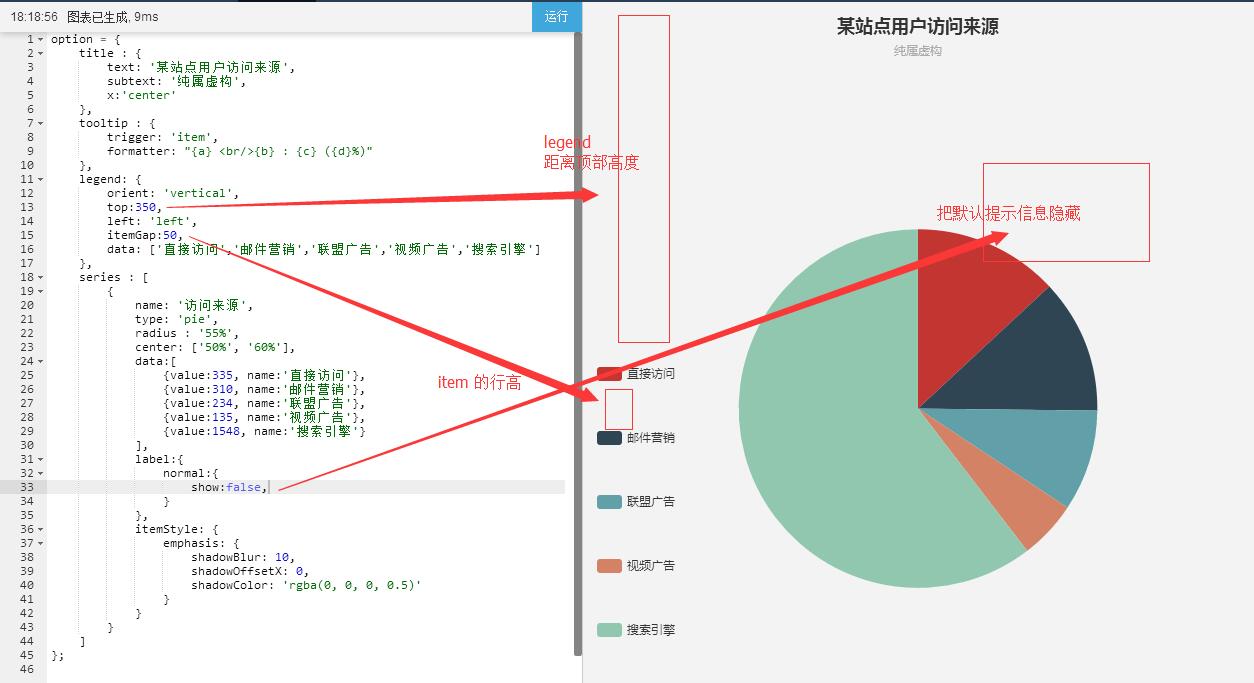 18:18:56 图表已生成, 9ms
运行
1 option = {
2 title : {
3 text: '某站点用户访问来源',
4 subtext: '纯属虚构',
5 x:'center'
6 },
7 tooltip : {
8 trigger: 'item',
9 formatter: "{a} <br/>{b} : {c} ({d}%)"
10 },
11 legend: {
12 orient: 'vertical',
13 top:350,
14 left: 'left',
15 itemGap:50,
16 data: ['直接访问','邮件营销','联盟广告','视频广告','搜索引擎']
17 },
18 series : [
19 {
20 name: '访问来源',
21 type: 'pie',
22 radius : '55%',
23 center: ['50%', '60%'],
24 data:[
25 {value:335, name:'直接访问'},
26 {value:310, name:'邮件营销'},
27 {value:234, name:'联盟广告'},
28 {value:135, name:'视频广告'},
29 {value:1548, name:'搜索引擎'}
30 ],
31 label:{
32 normal:{
33 show:false,
34 }
35 },
36 itemStyle: {
37 emphasis: {
38 shadowBlur: 10,
39 shadowOffsetX: 0,
40 shadowColor: 'rgba(0, 0, 0, 0.5)'
41 }
42 }
43 }
44 ]
45 };
46
legend
距离顶部高度
item 的行高
把默认提示信息隐藏
某站点用户访问来源
纯属虚构
直接访问
邮件营销
联盟广告
视频广告
搜索引擎